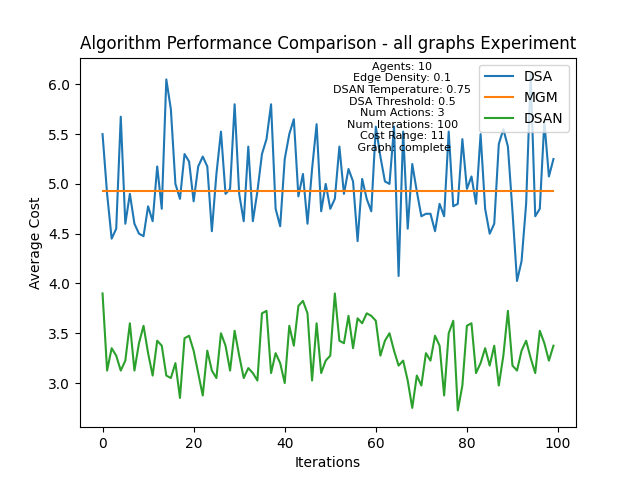 Algorithm Performance Comparison - all graphs Experiment
Agents: 10
Edge Density: 0.1
DSAN Temperature: 0.75
DSA Threshold: 0.5
Num Actions: 3
Num Iterations: 100
Cost Range: 11
Graph: complete
DSA
MGM
DSAN
6.0
5.5
5.0
4.5
4.0
3.5
3.0
Average Cost
0
20
40
60
80
100
Iterations